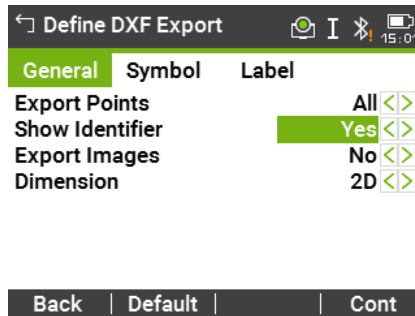 Define DXF Export I 15:01
General Symbol Label
Export Points All
Show Identifier Yes
Export Images No
Dimension 2D
Back Default Cont